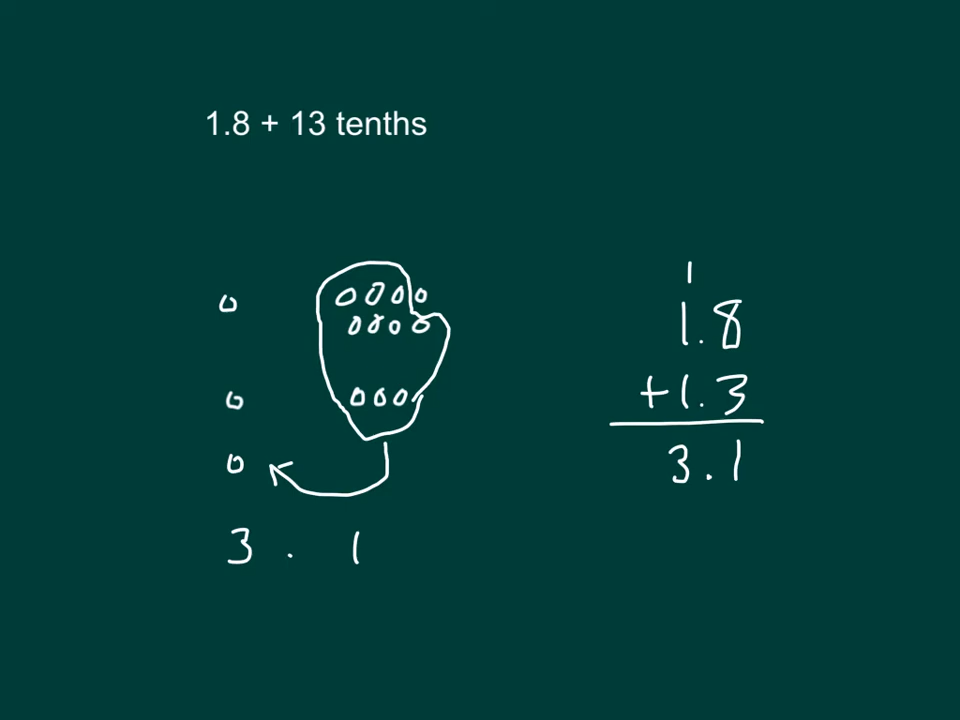 1.8 + 13 tenths
3 . 1
1
1.8
+1.3
3.1